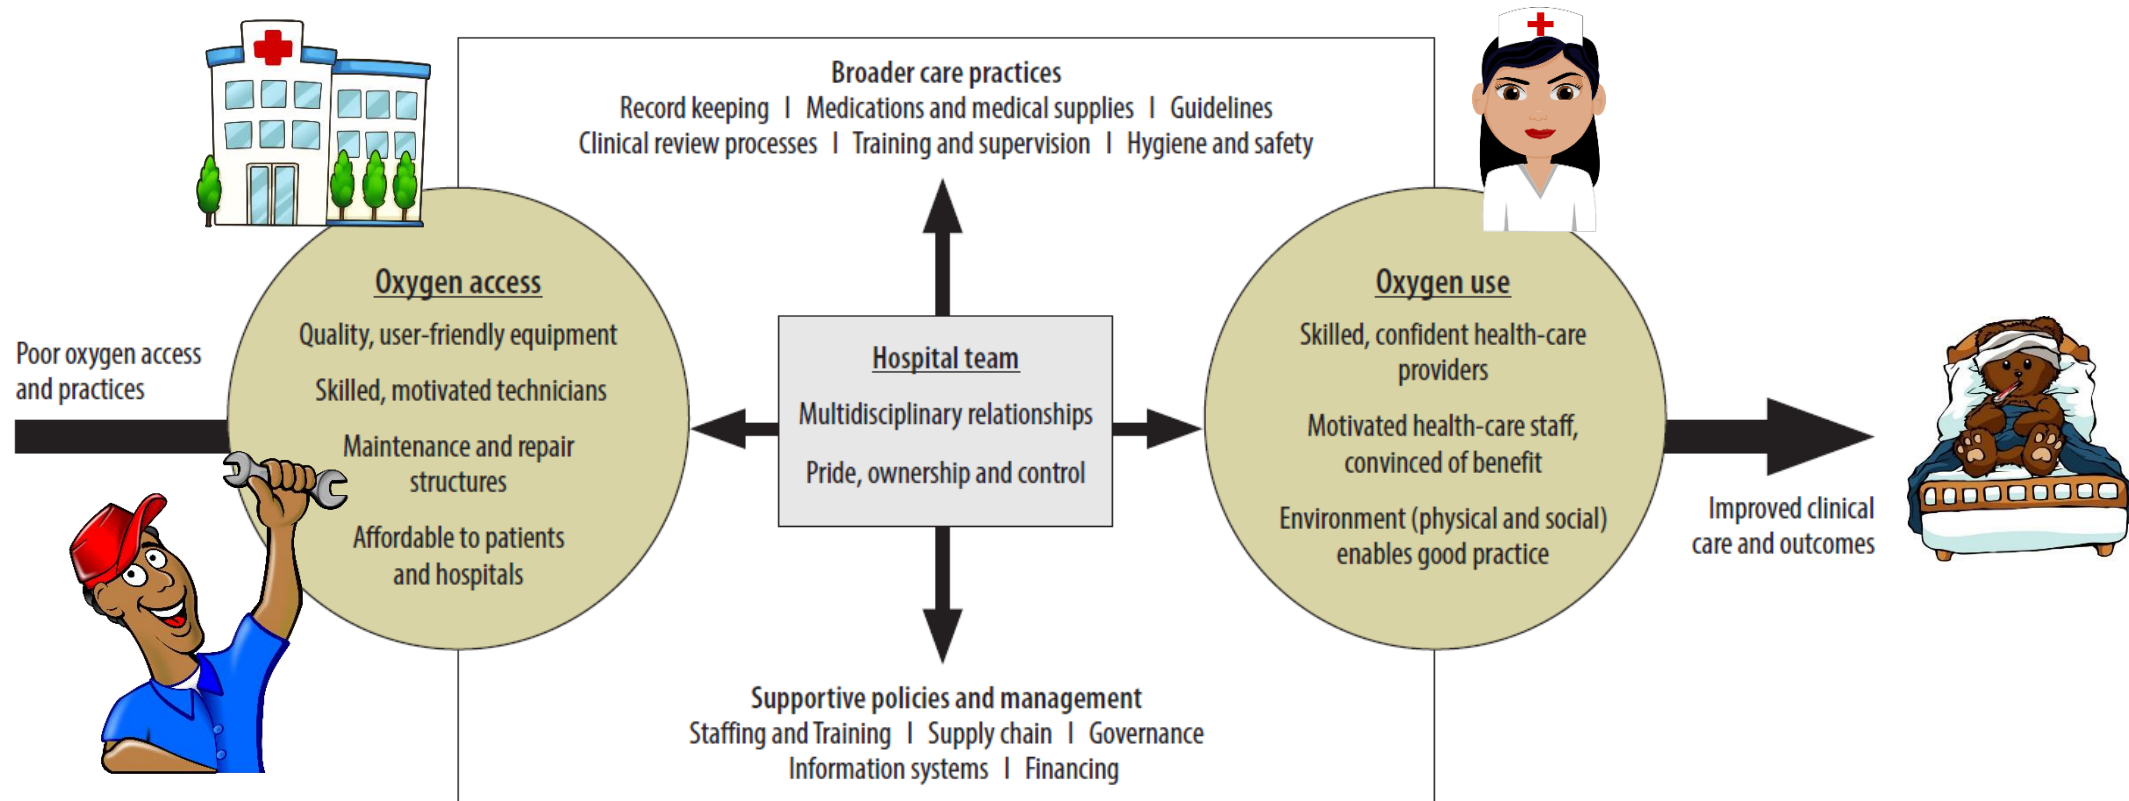 Broader care practices
Record keeping I Medications and medical supplies I Guidelines
Clinical review processes I Training and supervision I Hygiene and safety
Poor oxygen access
and practices
Oxygen access
Quality, user-friendly equipment
Skilled, motivated technicians
Maintenance and repair
structures
Affordable to patients
and hospitals
Hospital team
Multidisciplinary relationships
Pride, ownership and control
Oxygen use
Skilled, confident health-care
providers
Motivated health-care staff,
convinced of benefit
Environment (physical and social)
enables good practice
Improved clinical
care and outcomes
Supportive policies and management
Staffing and Training I Supply chain I Governance
Information systems I Financing